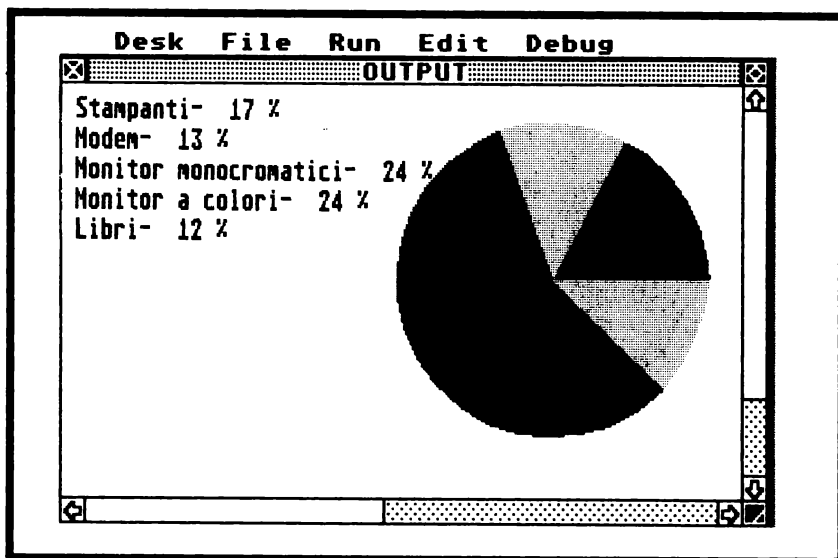 Desk File Run Edit Debug
OUTPUT
Stampanti- 17 %
Modem- 13 %
Monitor monocromatici- 24 %
Monitor a colori- 24 %
Libri- 12 %